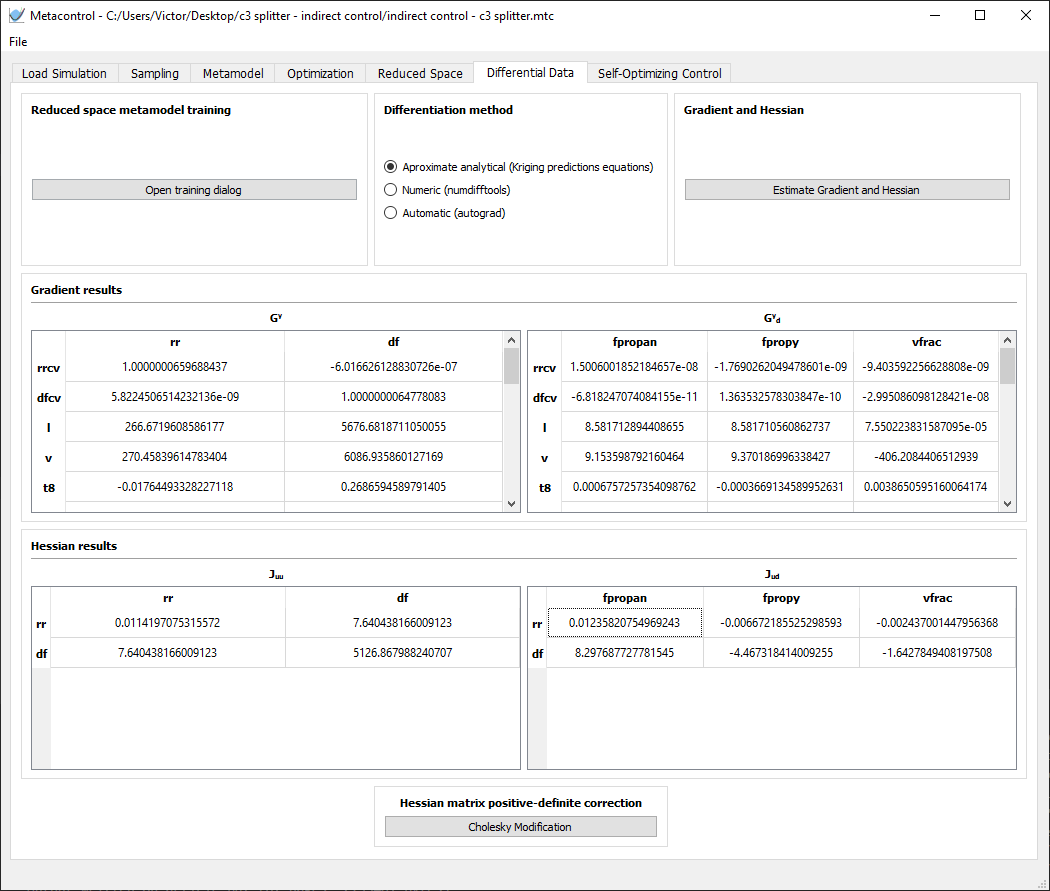 Metacontrol - C:/Users/Victor/Desktop/c3 splitter - indirect control/indirect control - c3 splitter.mtc
File
Load Simulation Sampling Metamodel Optimization Reduced Space Differential Data Self-Optimizing Control
Reduced space metamodel training Differentiation method Gradient and Hessian
Aproximate analytical (Kriging predictions equations)
Open training dialog Numeric (numdifftools) Estimate Gradient and Hessian
Automatic (autograd)
Gradient results
Gʸ Gʸd
rr df fpropan fpropy vfrac
rrcv 1.0000000659688437 -6.016626128830726e-07 rrcv 1.5006001852184657e-08 -1.7690262049478601e-09 -9.403592256628808e-09
dfcv 5.8224506514232136e-09 1.0000000064778083 dfcv -6.818247074084155e-11 1.363532578303847e-10 -2.995086098128421e-08
l 266.6719608586177 5676.6818711050055 l 8.581712894408655 8.581710560862737 7.550223831587095e-05
v 270.45839614783404 6086.935860127169 v 9.153598792160464 9.370186996338427 -406.2084406512939
t8 -0.01764493328227118 0.2686594589791405 t8 0.0006757257354098762 -0.0003669134589952631 0.0038650595160064174
Hessian results
Jᵤᵤ Jud
rr df fpropan fpropy vfrac
rr 0.0114197075315572 7.640438166009123 rr 0.01235820754969243 -0.006672185525298593 -0.002437001447956368
df 7.640438166009123 5126.867988240707 df 8.297687727781545 -4.467318414009255 -1.6427849408197508
Hessian matrix positive-definite correction
Cholesky Modification